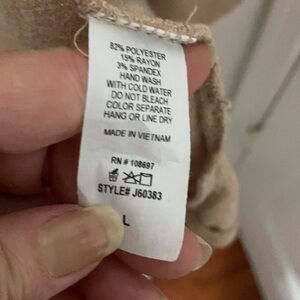 82% POLYESTER
15% RAYON
3% SPANDEX
HAND WASH
WITH COLD WATER
DO NOT BLEACH
COLOR SEPARATE
HANG OR LINE DRY
MADE IN VIETNAM
RN # 108697
STYLE# J60383
L